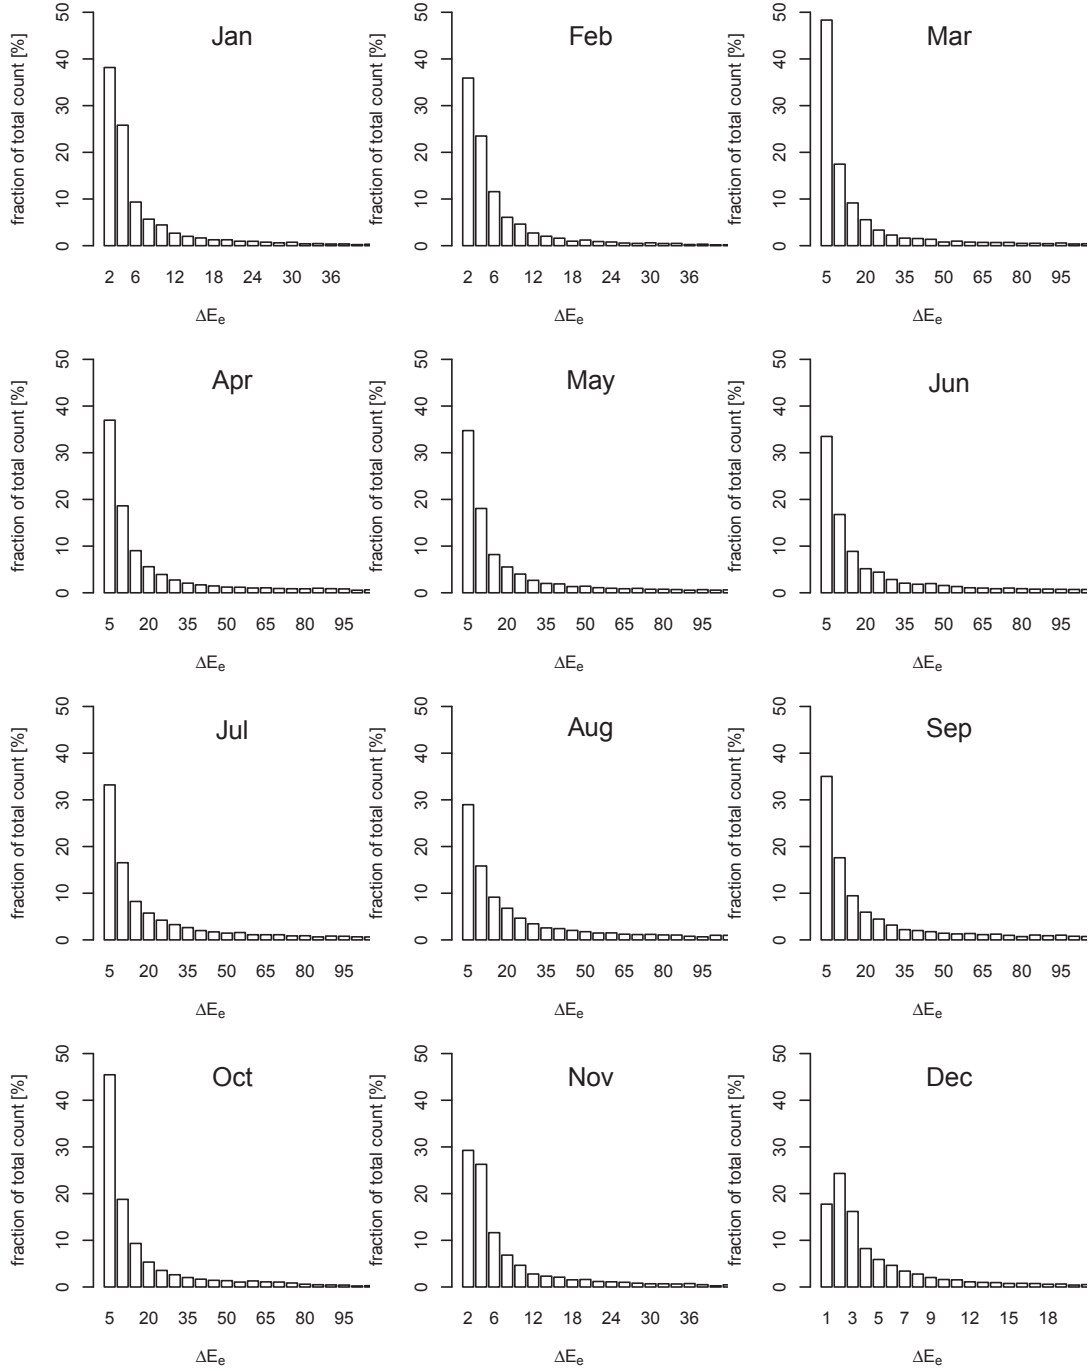 Jan
fraction of total count [%]
0 10 20 30 40 50
2 6 12 18 24 30 36
ΔEe
Feb
fraction of total count [%]
0 10 20 30 40 50
2 6 12 18 24 30 36
ΔEe
Mar
fraction of total count [%]
0 10 20 30 40 50
5 20 35 50 65 80 95
ΔEe
Apr
fraction of total count [%]
0 10 20 30 40 50
5 20 35 50 65 80 95
ΔEe
May
fraction of total count [%]
0 10 20 30 40 50
5 20 35 50 65 80 95
ΔEe
Jun
fraction of total count [%]
0 10 20 30 40 50
5 20 35 50 65 80 95
ΔEe
Jul
fraction of total count [%]
0 10 20 30 40 50
5 20 35 50 65 80 95
ΔEe
Aug
fraction of total count [%]
0 10 20 30 40 50
5 20 35 50 65 80 95
ΔEe
Sep
fraction of total count [%]
0 10 20 30 40 50
5 20 35 50 65 80 95
ΔEe
Oct
fraction of total count [%]
0 10 20 30 40 50
5 20 35 50 65 80 95
ΔEe
Nov
fraction of total count [%]
0 10 20 30 40 50
2 6 12 18 24 30 36
ΔEe
Dec
fraction of total count [%]
0 10 20 30 40 50
1 3 5 7 9 12 15 18
ΔEe